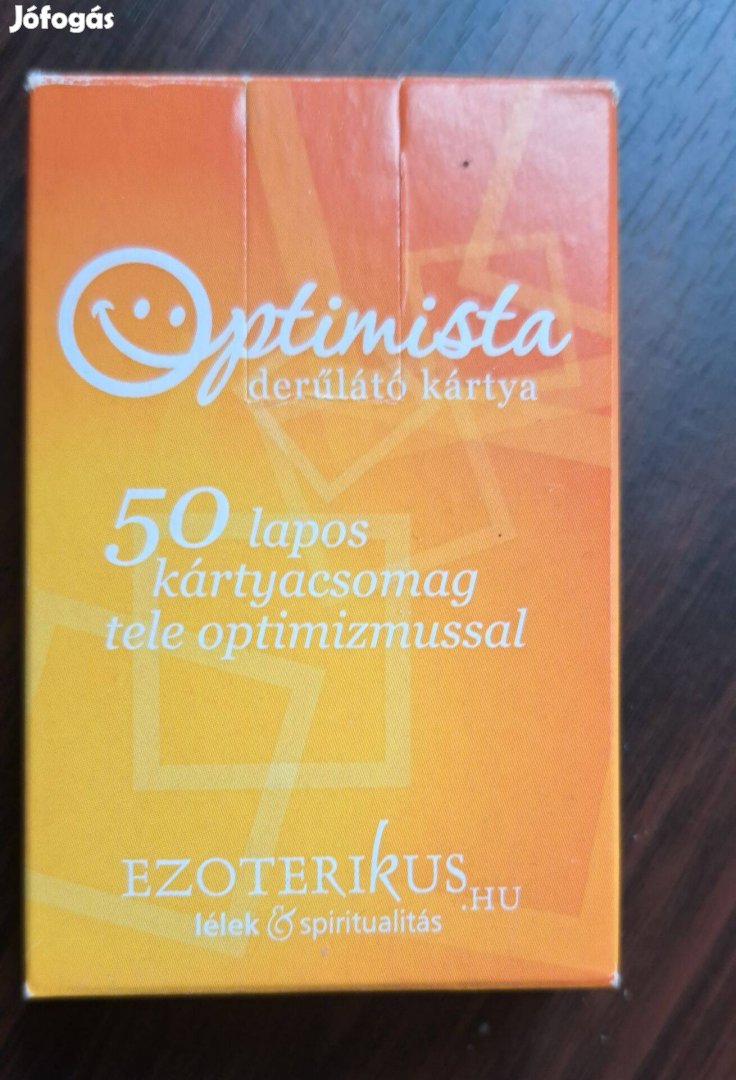 Jófogás
Optimista
derűlátó kártya
50 lapos
kártyacsomag
tele optimizmussal
EZOTERIKUS.HU
lélek & spiritualitás